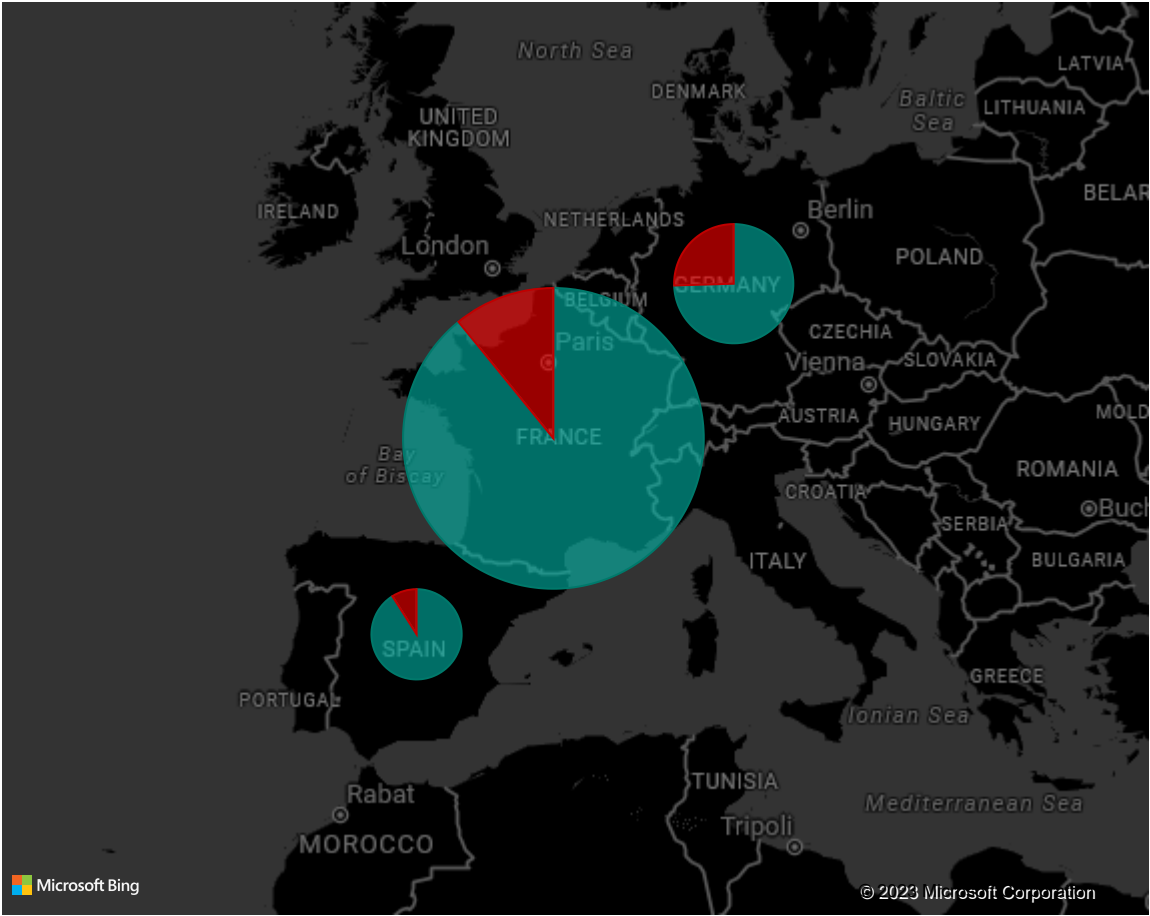 North Sea
LATVIA
DENMARK
Baltic
Sea
LITHUANIA
UNITED
KINGDOM
BELAR
IRELAND
NETHERLANDS
Berlin
London
POLAND
GERMANY
BELGIUM
CZECHIA
Paris
Vienna
SLOVAKIA
AUSTRIA
HUNGARY
MOLD
FRANCE
Bay
of Biscay
ROMANIA
CROATIA
Buch
SERBIA
ITALY
BULGARIA
SPAIN
GREECE
PORTUGAL
Ionian Sea
TUNISIA
Rabat
Mediterranean Sea
Tripoli
MOROCCO
Microsoft Bing
© 2023 Microsoft Corporation